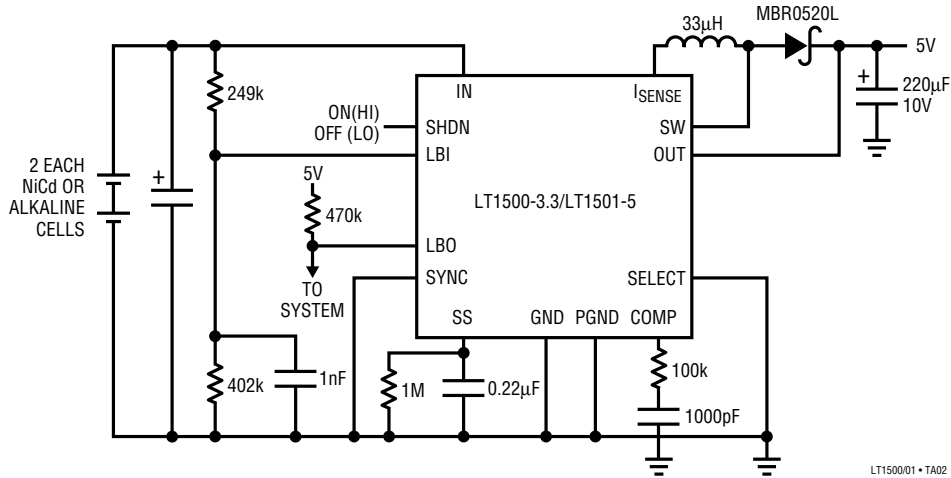 MBR0520L
33µH
5V
+
220µF
10V
249k
IN
I SENSE
ON(HI)
OFF (LO)
SHDN
SW
LBI
OUT
2 EACH
NiCd OR
ALKALINE
CELLS
+
5V
470k
LT1500-3.3/LT1501-5
LBO
SYNC
SELECT
TO
SYSTEM
SS
GND
PGND
COMP
402k
1nF
1M
0.22µF
100k
1000pF
LT1500/01 • TA02